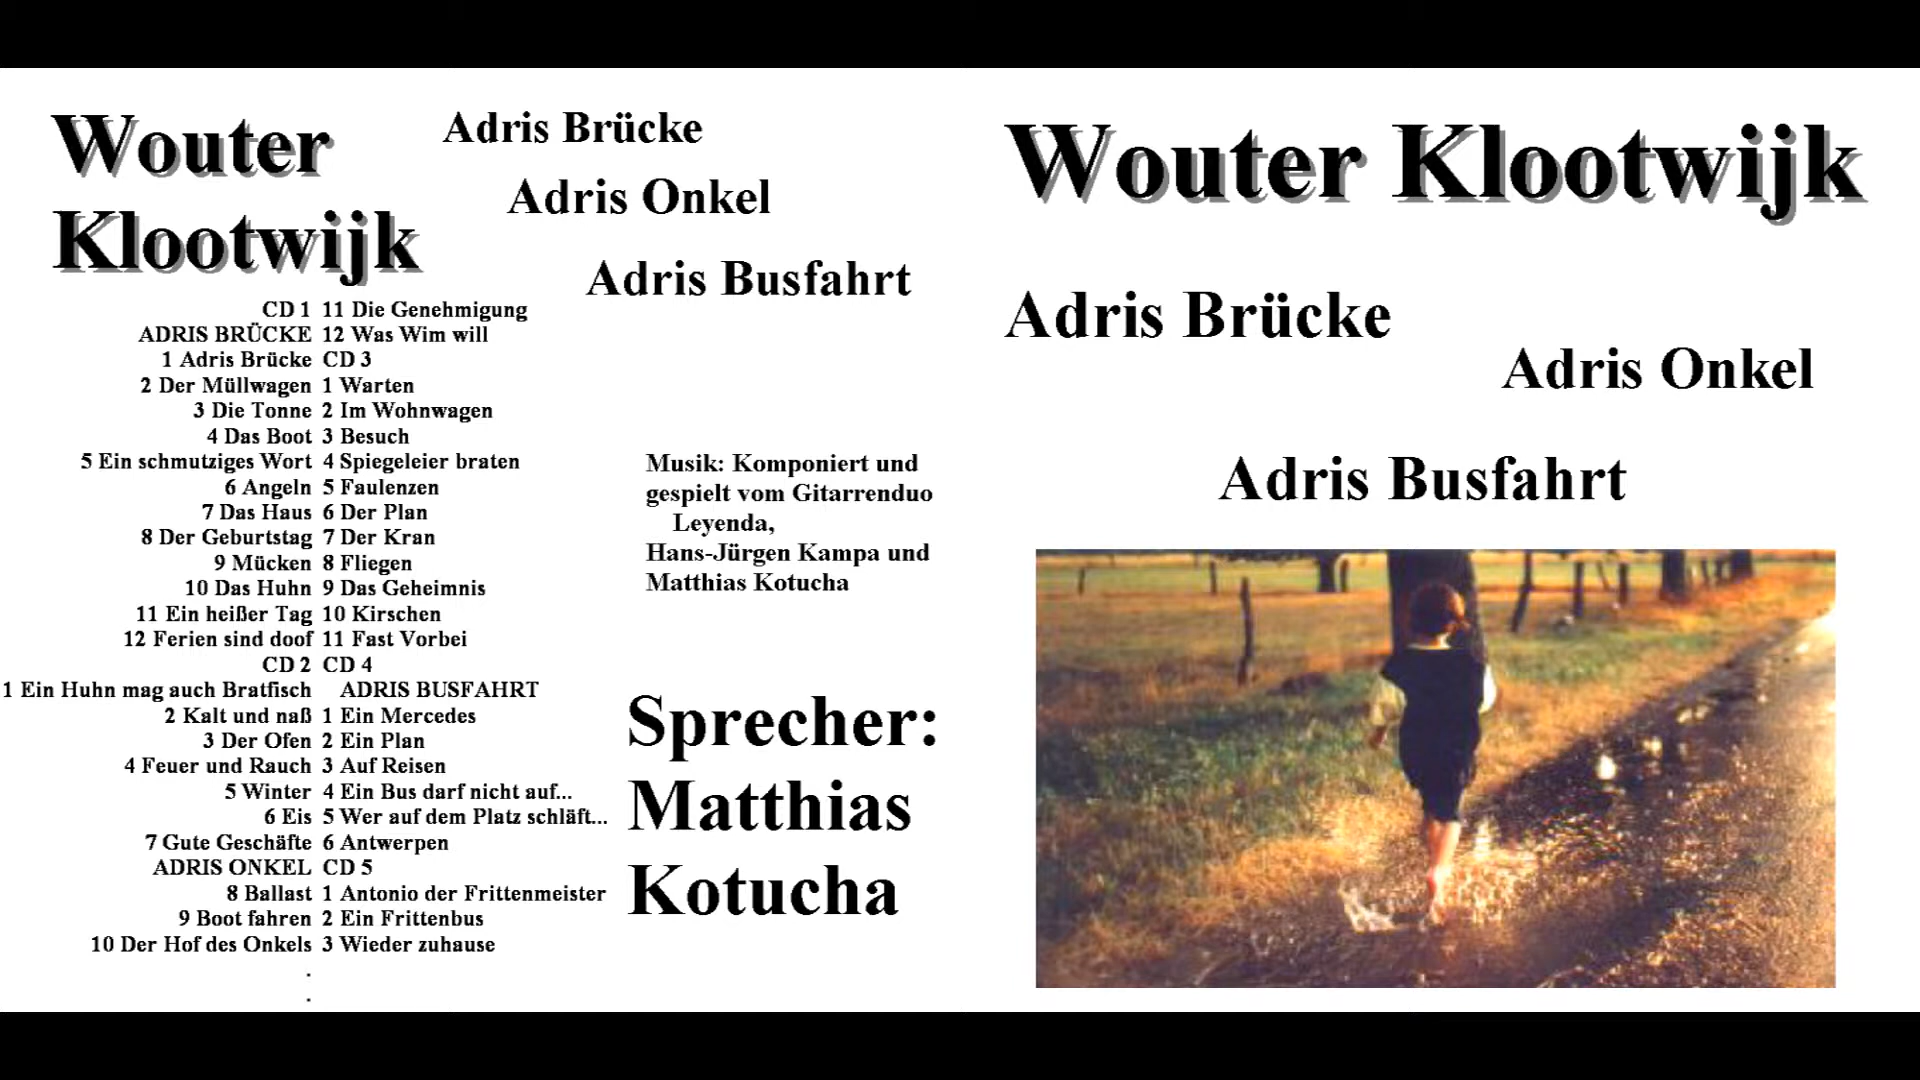 Wouter
Klootwijk
Adris Brücke
Adris Onkel
Adris Busfahrt
CD 1
ADRIS BRÜCKE
1 Adris Brücke
2 Der Müllwagen
3 Die Tonne
4 Das Boot
5 Ein schmutziges Wort
6 Angeln
7 Das Haus
8 Der Geburtstag
9 Mücken
10 Das Huhn
11 Ein heißer Tag
12 Ferien sind doof
CD 2
1 Ein Huhn mag auch Bratfisch
2 Kalt und naß
3 Der Ofen
4 Feuer und Rauch
5 Winter
6 Eis
7 Gute Geschäfte
ADRIS ONKEL
8 Ballast
9 Boot fahren
10 Der Hof des Onkels
.
.
11 Die Genehmigung
12 Was Wim will
CD 3
1 Warten
2 Im Wohnwagen
3 Besuch
4 Spiegeleier braten
5 Faulenzen
6 Der Plan
7 Der Kran
8 Fliegen
9 Das Geheimnis
10 Kirschen
11 Fast Vorbei
CD 4
ADRIS BUSFAHRT
1 Ein Mercedes
2 Ein Plan
3 Auf Reisen
4 Ein Bus darf nicht auf...
5 Wer auf dem Platz schläft...
6 Antwerpen
CD 5
1 Antonio der Frittenmeister
2 Ein Frittenbus
3 Wieder zuhause
Musik: Komponiert und
gespielt vom Gitarrenduo
Leyenda,
Hans-Jürgen Kampa und
Matthias Kotucha
Sprecher:
Matthias
Kotucha
Wouter Klootwijk
Adris Brücke
Adris Onkel
Adris Busfahrt